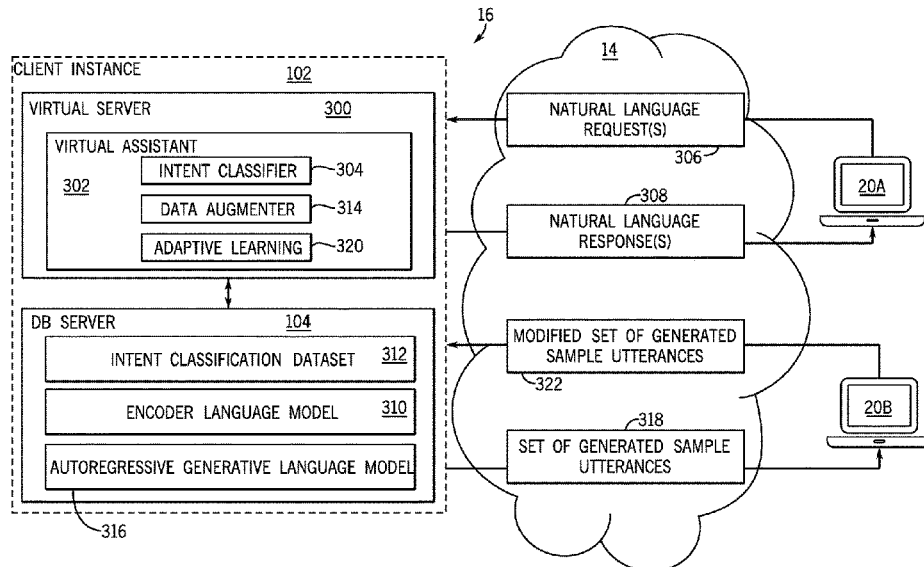 16
14
CLIENT INSTANCE
102
VIRTUAL SERVER
300
VIRTUAL ASSISTANT
302
INTENT CLASSIFIER
304
DATA AUGMENTER
314
ADAPTIVE LEARNING
320
NATURAL LANGUAGE
REQUEST(S)
306
308
NATURAL LANGUAGE
RESPONSE(S)
20A
DB SERVER
104
INTENT CLASSIFICATION DATASET
312
ENCODER LANGUAGE MODEL
310
AUTOREGRESSIVE GENERATIVE LANGUAGE MODEL
316
MODIFIED SET OF GENERATED
SAMPLE UTTERANCES
322
318
SET OF GENERATED SAMPLE
UTTERANCES
20B